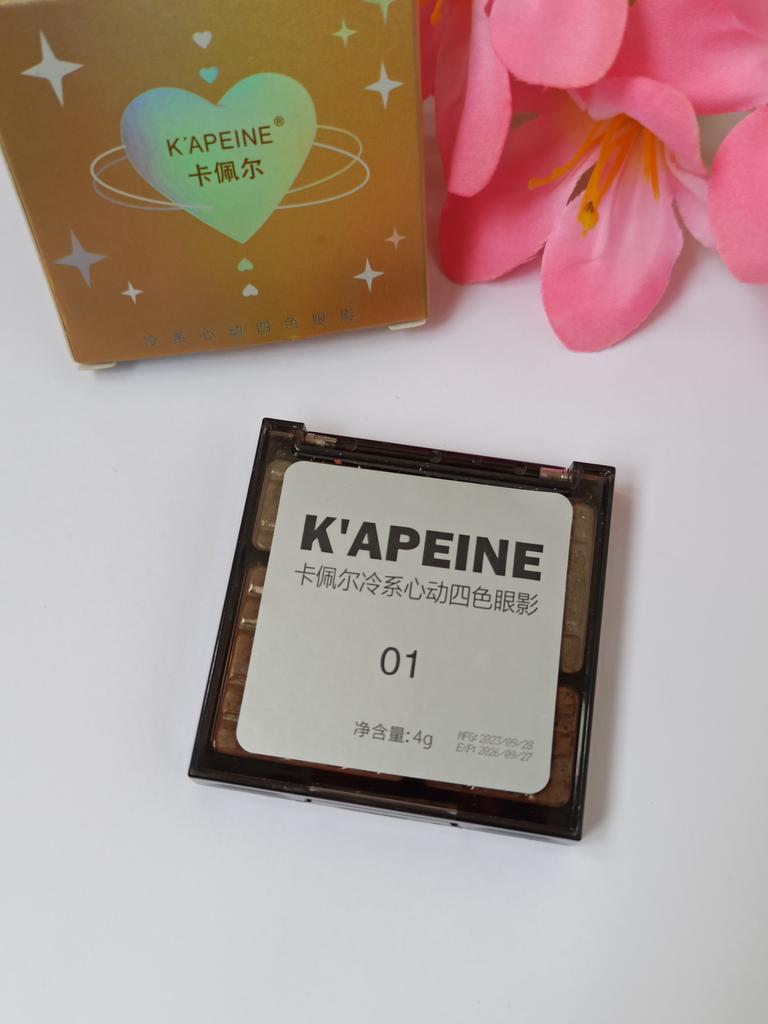 K'APEINE®
卡佩尔
冷系心动四色眼影
K'APEINE
卡佩尔冷系心动四色眼影
01
净含量:4g
MFG:2023/09/28
EXP:2026/09/27